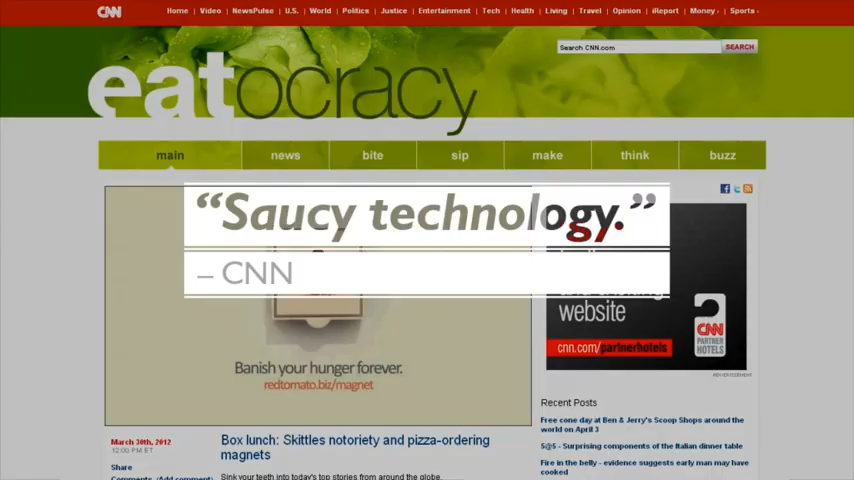 CNN
Home | Video | NewsPulse | U.S. | World | Politics | Justice | Entertainment | Tech | Health | Living | Travel | Opinion | iReport | Money › | Sports ›
Search CNN.com
SEARCH
eatocracy
main
news
bite
sip
make
think
buzz
“Saucy technology.”
– CNN
website
CNN
PARTNER
HOTELS
cnn.com/partnerhotels
ADVERTISEMENT
Banish your hunger forever.
redtomato.biz/magnet
March 30th, 2012
12:00 PM ET
Share
Comments (Add comment)
Box lunch: Skittles notoriety and pizza-ordering
magnets
Sink your teeth into today's top stories from around the globe.
Recent Posts
Free cone day at Ben & Jerry's Scoop Shops around the
world on April 3
5@5 - Surprising components of the Italian dinner table
Fire in the belly - evidence suggests early man may have
cooked